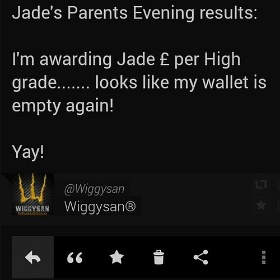 Jade's Parents Evening results:
I'm awarding Jade £ per High
grade....... looks like my wallet is
empty again!
Yay!
@Wiggysan
Wiggysan®
WIGGYSAN